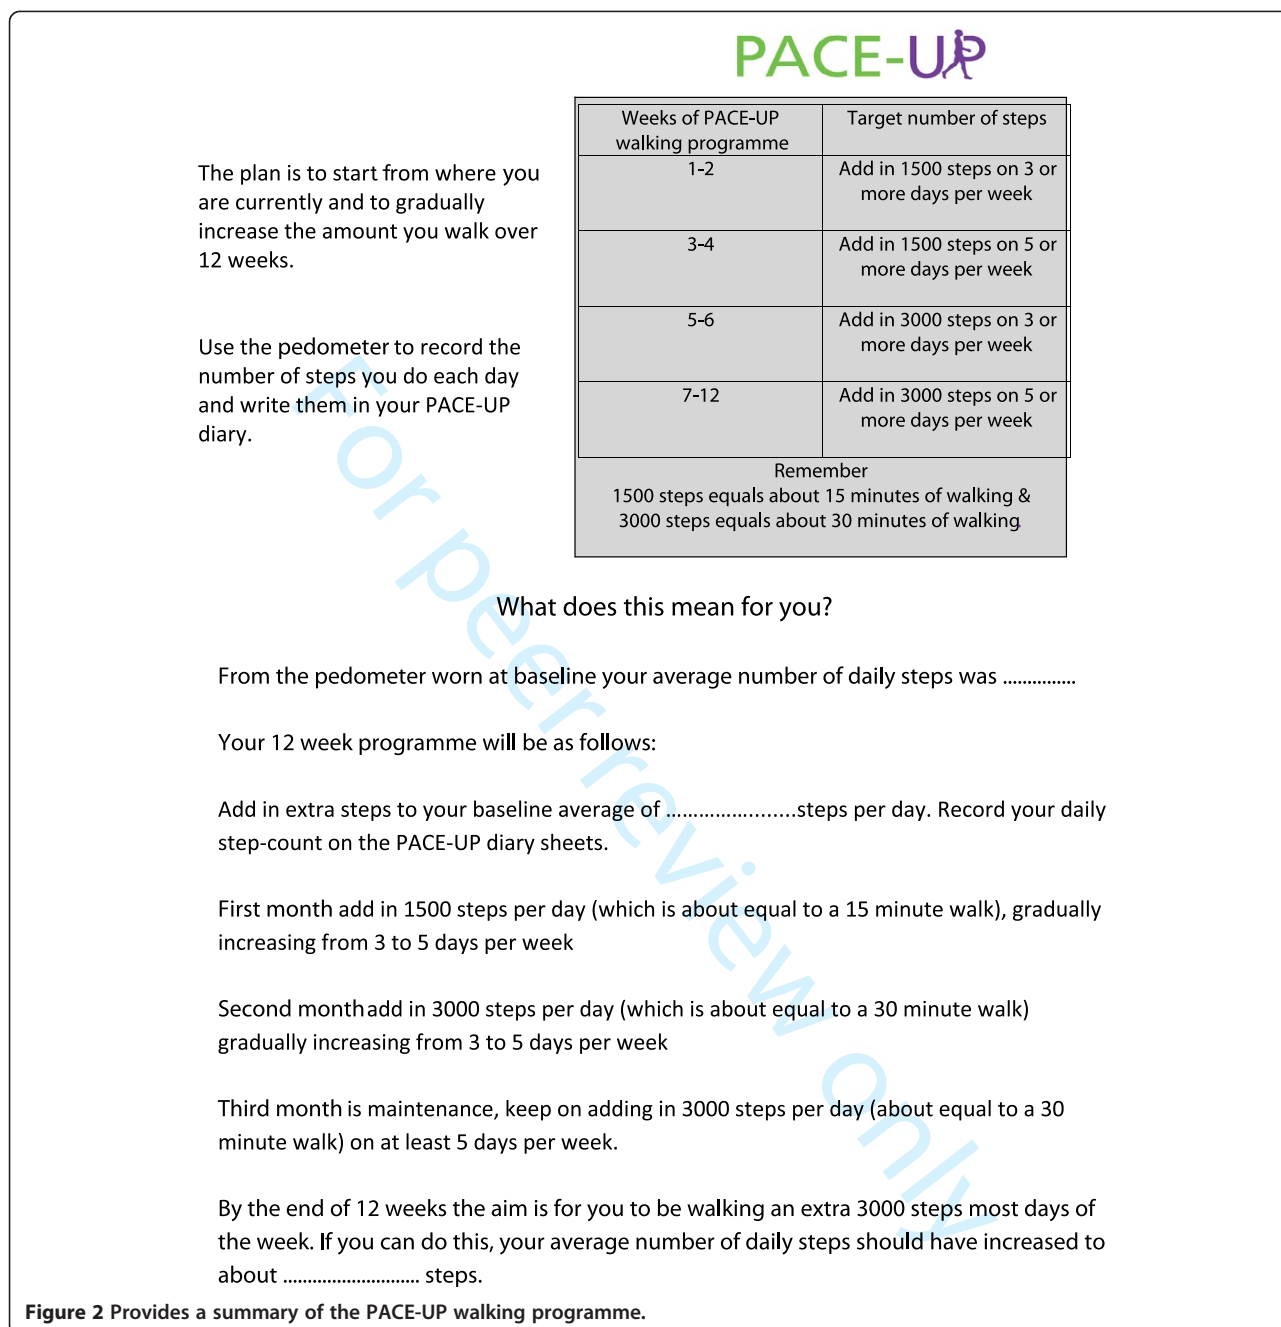 PACE-UP
The plan is to start from where you
are currently and to gradually
increase the amount you walk over
12 weeks.
Use the pedometer to record the
number of steps you do each day
and write them in your PACE-UP
diary.
Weeks of PACE-UP
walking programme
Target number of steps
1-2
Add in 1500 steps on 3 or
more days per week
3-4
Add in 1500 steps on 5 or
more days per week
5-6
Add in 3000 steps on 3 or
more days per week
7-12
Add in 3000 steps on 5 or
more days per week
Remember
1500 steps equals about 15 minutes of walking &
3000 steps equals about 30 minutes of walking.
What does this mean for you?
From the pedometer worn at baseline your average number of daily steps was ...............
Your 12 week programme will be as follows:
Add in extra steps to your baseline average of ........................steps per day. Record your daily
step-count on the PACE-UP diary sheets.
First month add in 1500 steps per day (which is about equal to a 15 minute walk), gradually
increasing from 3 to 5 days per week
Second month add in 3000 steps per day (which is about equal to a 30 minute walk)
gradually increasing from 3 to 5 days per week
Third month is maintenance, keep on adding in 3000 steps per day (about equal to a 30
minute walk) on at least 5 days per week.
By the end of 12 weeks the aim is for you to be walking an extra 3000 steps most days of
the week. If you can do this, your average number of daily steps should have increased to
about ............................ steps.
For peer review only
Figure 2 Provides a summary of the PACE-UP walking programme.